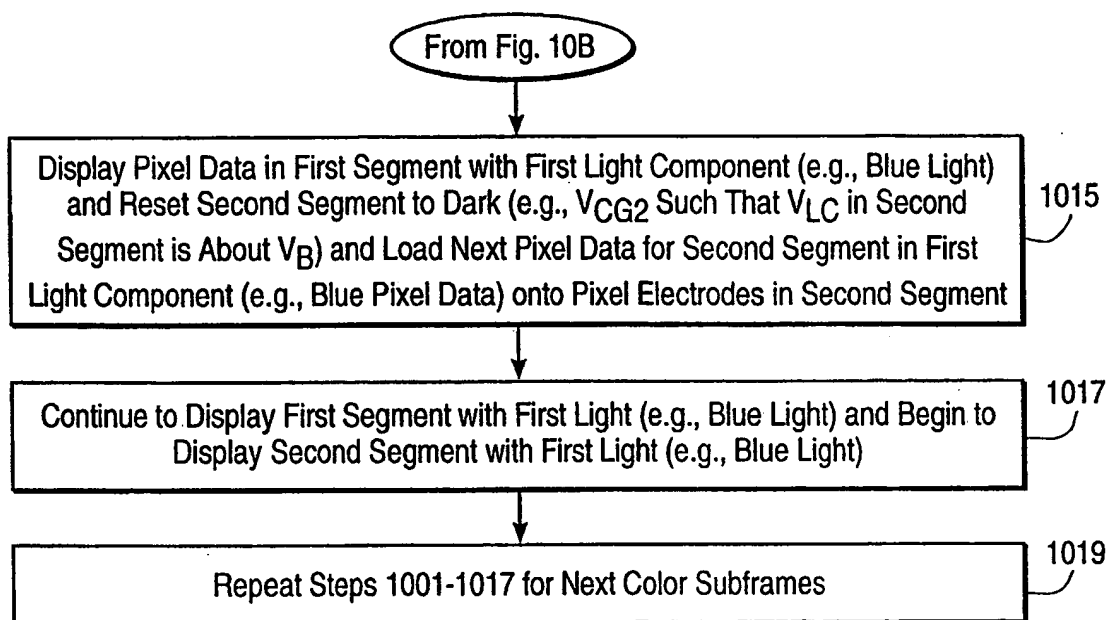 From Fig. 10B
Display Pixel Data in First Segment with First Light Component (e.g., Blue Light)
and Reset Second Segment to Dark (e.g., VCG2 Such That VLC in Second
Segment is About VB) and Load Next Pixel Data for Second Segment in First
Light Component (e.g., Blue Pixel Data) onto Pixel Electrodes in Second Segment
1015
Continue to Display First Segment with First Light (e.g., Blue Light) and Begin to
Display Second Segment with First Light (e.g., Blue Light)
1017
Repeat Steps 1001-1017 for Next Color Subframes
1019